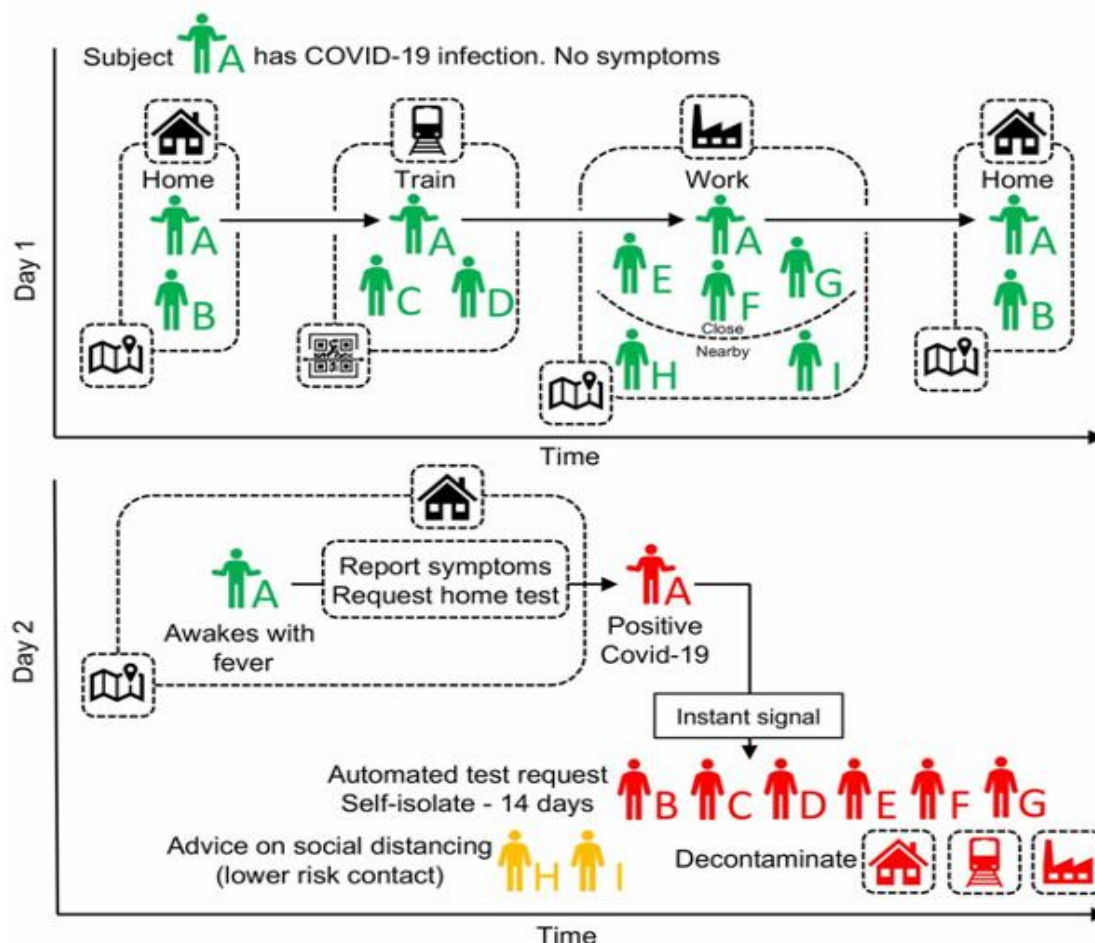 Subject A has COVID-19 infection. No symptoms
Home
Train
Work
Home
A
A
A
A
B
C
D
E
F
G
B
Close
Nearby
H
I
Day 1
Time
A
Report symptoms
Request home test
A
Awakes with
fever
Positive
Covid-19
Instant signal
Day 2
Automated test request
Self-isolate - 14 days
B C D E F G
Advice on social distancing
(lower risk contact)
H I
Decontaminate
Time